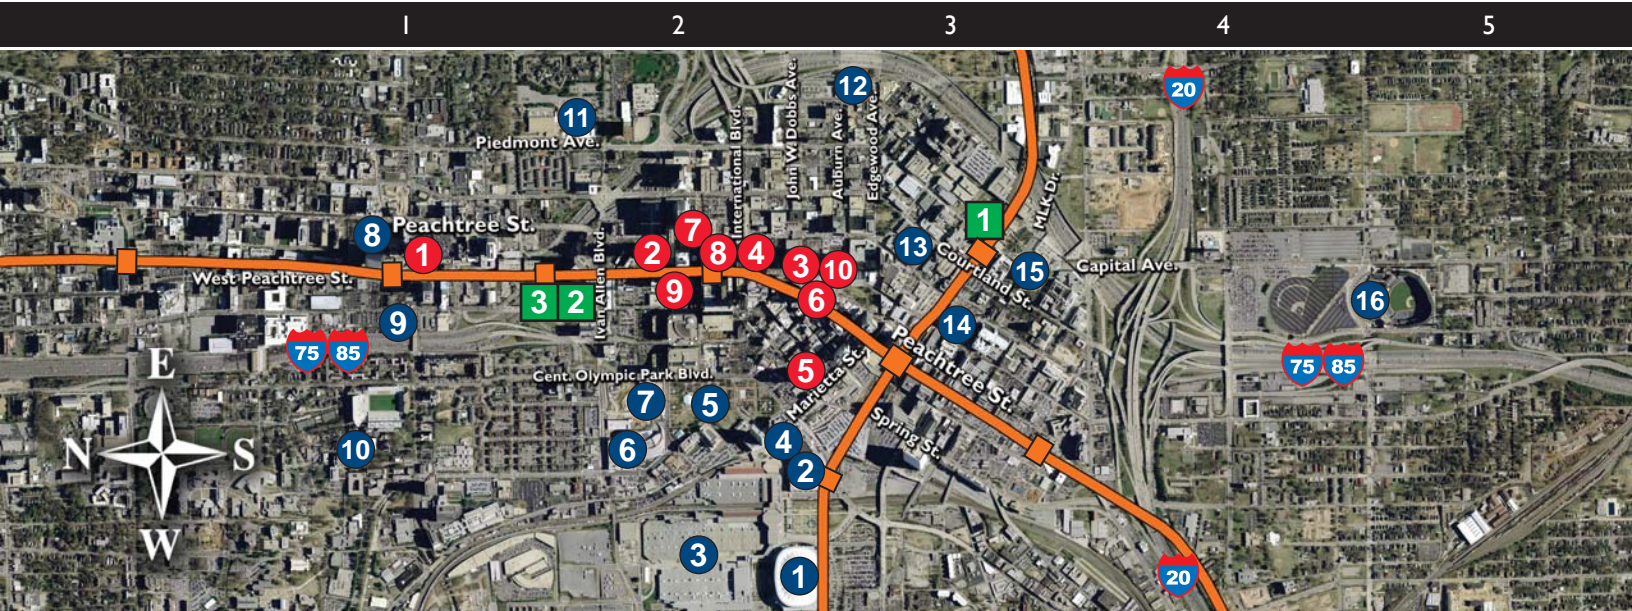 1 2 3 4 5
12
20
11
Piedmont Ave.
International Blvd.
John W Dobbs Ave.
Auburn Ave.
Edgewood Ave.
MLK Dr.
1
8
Peachtree St.
7
1
2
8
4
3
10
13
Courtland St.
15
Capital Ave.
West Peachtree St.
3 2
Ivan Allen Blvd.
9
6
16
9
14
75 85
E
Peachtree St.
75 85
Cent. Olympic Park Blvd.
5
Marietta St.
7
5
Spring St.
N
S
10
6
4
2
W
3
1
20